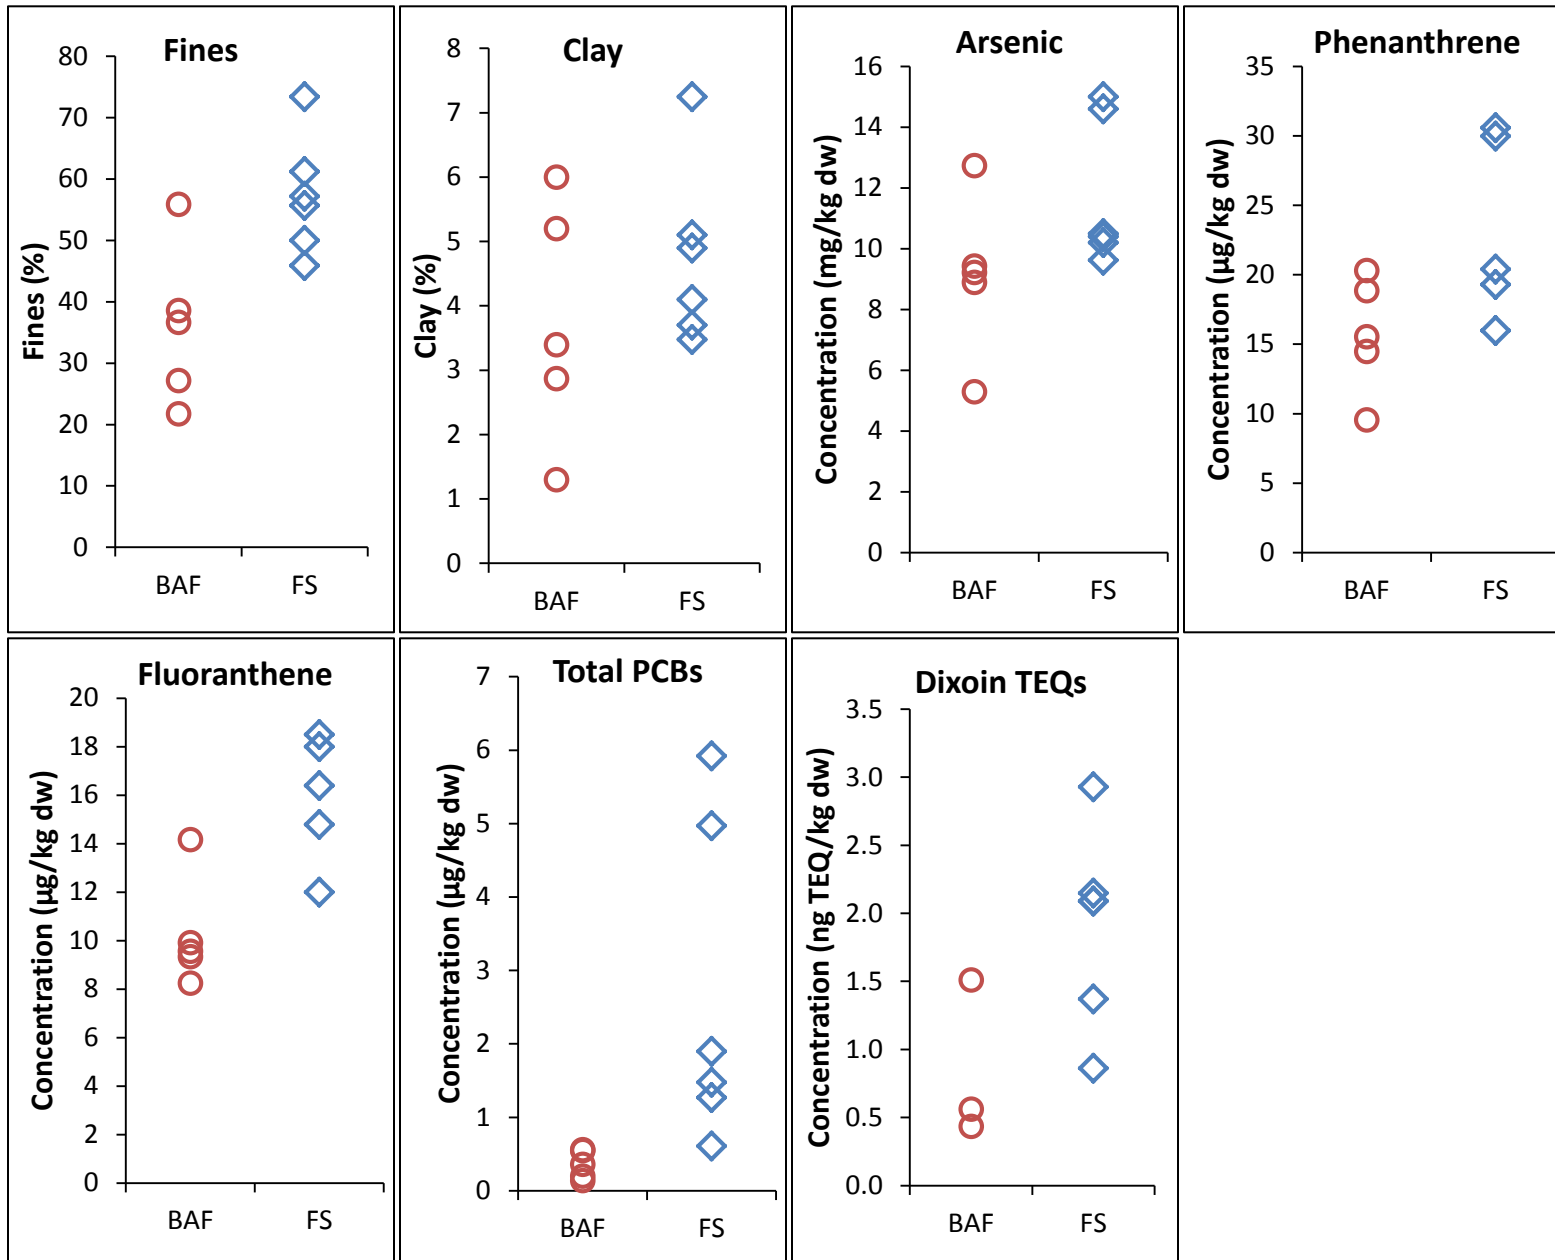 Fines
Fines (%)
80
70
60
50
40
30
20
10
0
BAF FS
Clay
Clay (%)
8
7
6
5
4
3
2
1
0
BAF FS
Arsenic
Concentration (mg/kg dw)
16
14
12
10
8
6
4
2
0
BAF FS
Phenanthrene
Concentration (µg/kg dw)
35
30
25
20
15
10
5
0
BAF FS
Fluoranthene
Concentration (µg/kg dw)
20
18
16
14
12
10
8
6
4
2
0
BAF FS
Total PCBs
Concentration (µg/kg dw)
7
6
5
4
3
2
1
0
BAF FS
Dixoin TEQs
Concentration (ng TEQ/kg dw)
3.5
3.0
2.5
2.0
1.5
1.0
0.5
0.0
BAF FS